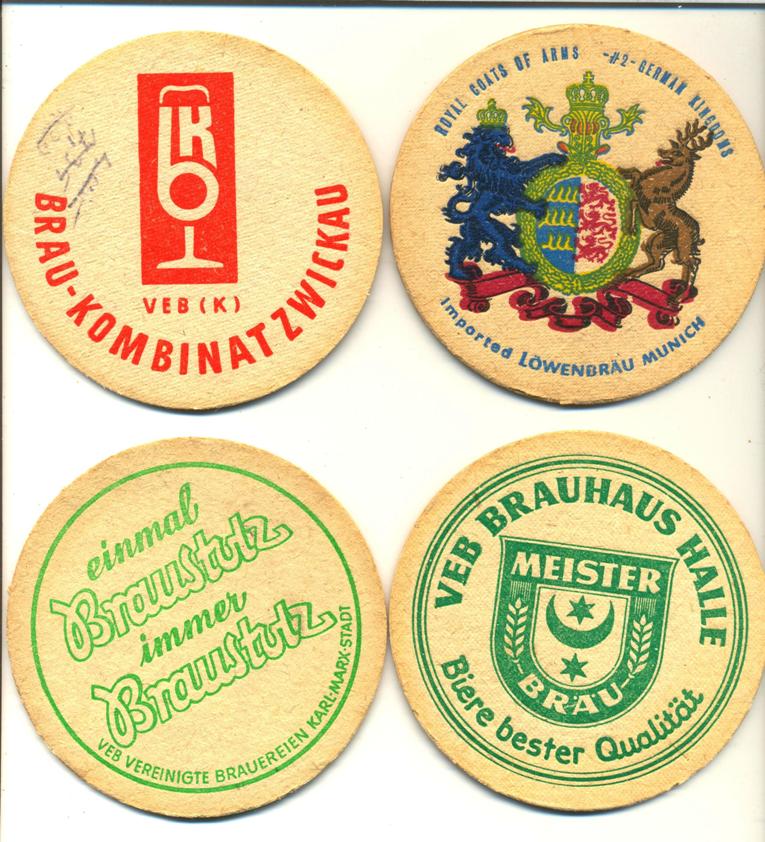 BK
VEB (K)
BRAU-KOMBINAT ZWICKAU
ROYAL COATS OF ARMS -#2- GERMAN KINGDOMS
Imported LÖWENBRÄU MUNICH
einmal
Braustolz
immer
Braustolz
VEB VEREINIGTE BRAUEREIEN KARL-MARX-STADT
VEB BRAUHAUS HALLE
MEISTER
BRÄU
Biere bester Qualität